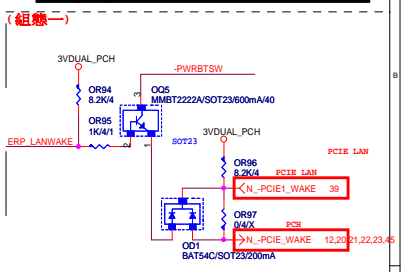 (組態一)
3VDUAL_PCH
-PWRBTSW
OR94
8.2K/4
OQ5
MMBT2222A/SOT23/600mA/40
3
B
OR95
1K/4/1
ERP_LANWAKE
2
1
SOT23
3VDUAL_PCH
PCIE LAN
OR96
8.2K/4
PCIE LAN
N_-PCIE1_WAKE 39
OR97
0/4/X
PCH
N_-PCIE_WAKE 12,20,21,22,23,45
OD1
BAT54C/SOT23/200mA